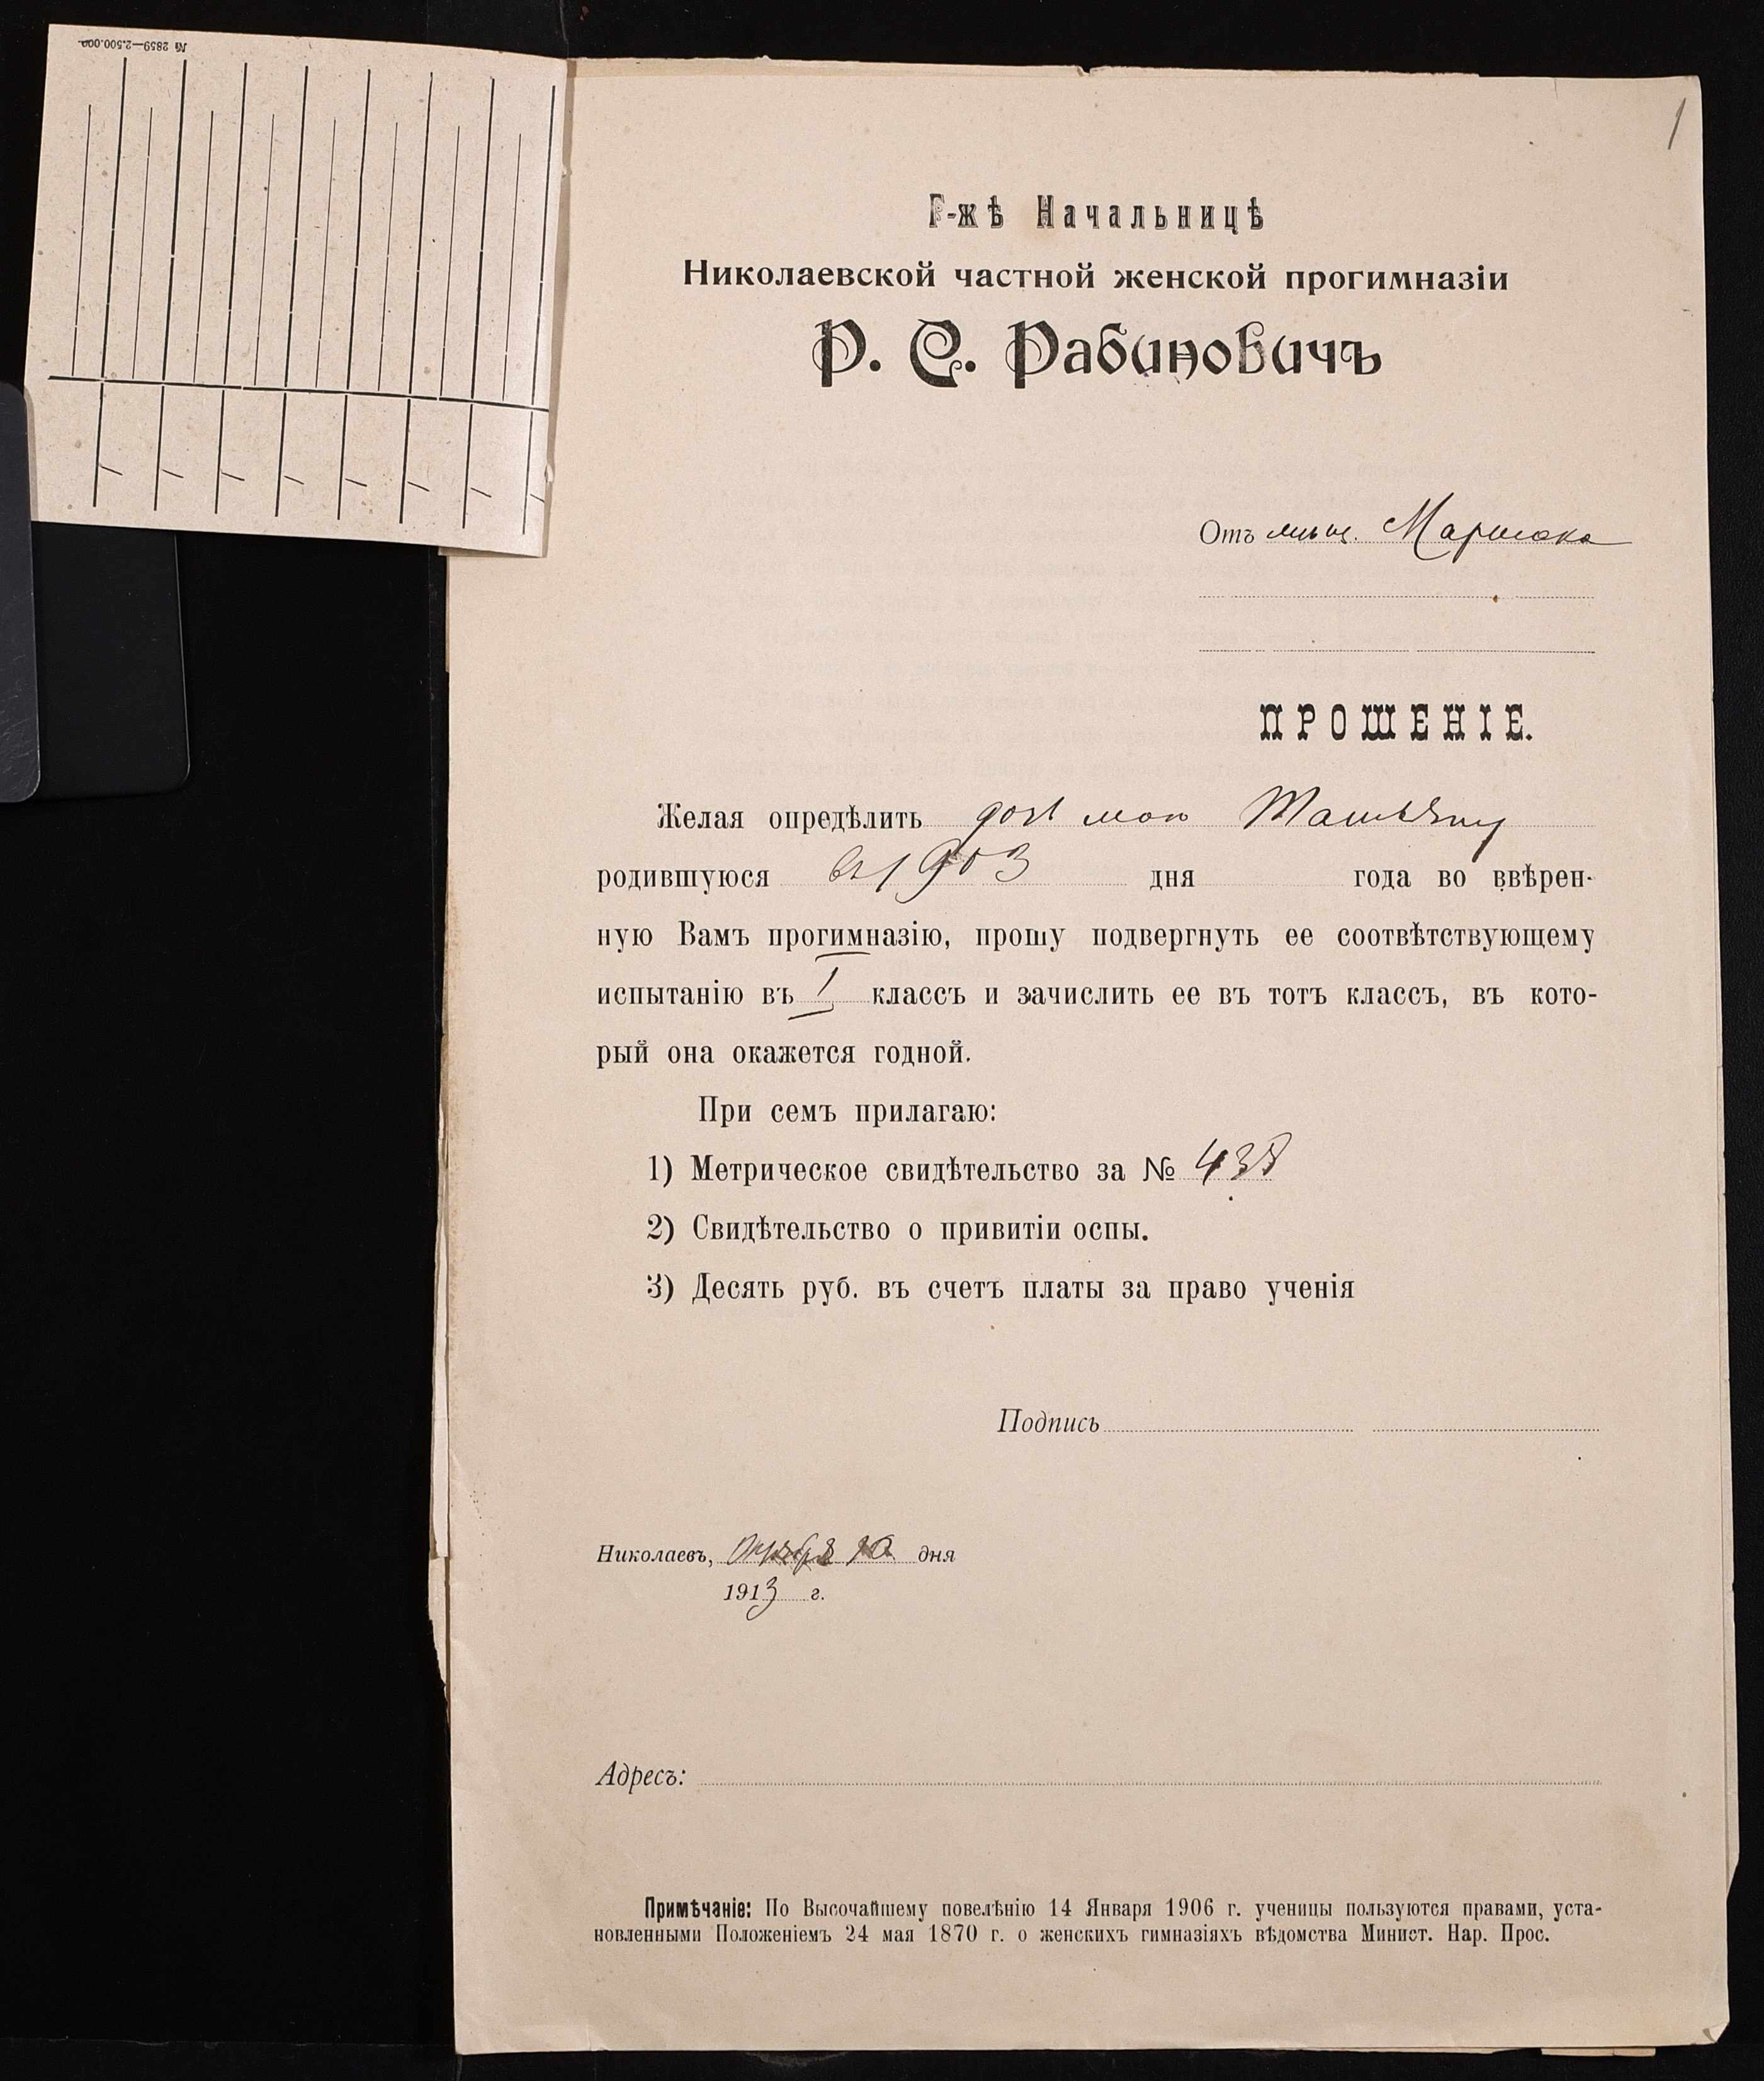 № 2859—2.500.000
1
Г-жѣ Начальницѣ
Николаевской частной женской прогимназіи
Р. С. Рабиновичъ
Отъ мѣщ. Маршака
ПРОШЕНІЕ.
Желая опредѣлить дочь мою Татьяну
родившуюся въ 1903 дня года во ввѣрен-
ную Вамъ прогимназію, прошу подвергнуть ее соотвѣтствующему
испытанію въ I классъ и зачислить ее въ тотъ классъ, въ кото-
рый она окажется годной.
При семъ прилагаю:
1) Метрическое свидѣтельство за № 438
2) Свидѣтельство о привитіи оспы.
3) Десять руб. въ счетъ платы за право ученія
Подпись
Николаевъ, дня
1913 г.
Адресъ:
Примѣчаніе: По Высочайшему повелѣнію 14 Января 1906 г. ученицы пользуются правами, уста-
новленными Положеніемъ 24 мая 1870 г. о женскихъ гимназіяхъ вѣдомства Минист. Нар. Прос.